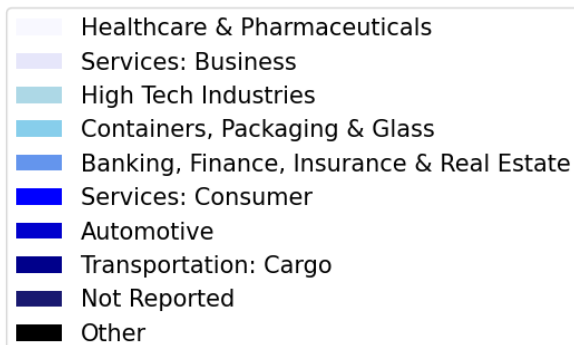 Healthcare & Pharmaceuticals
Services: Business
High Tech Industries
Containers, Packaging & Glass
Banking, Finance, Insurance & Real Estate
Services: Consumer
Automotive
Transportation: Cargo
Not Reported
Other